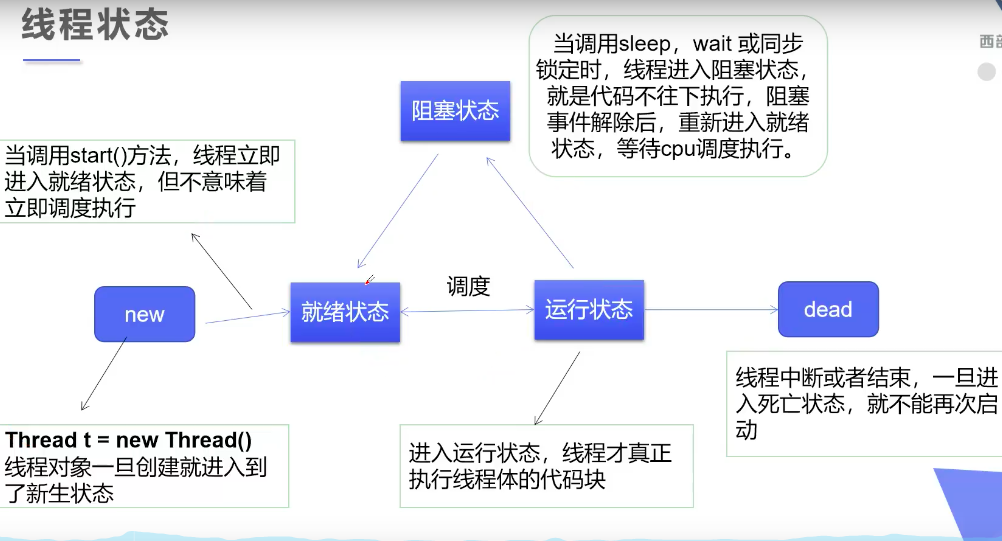 线程状态
当调用sleep，wait 或同步
锁定时，线程进入阻塞状态，
就是代码不往下执行，阻塞
事件解除后，重新进入就绪
状态，等待cpu调度执行。
西部
阻塞状态
当调用start()方法，线程立即
进入就绪状态，但不意味着
立即调度执行
new
就绪状态
调度
运行状态
dead
线程中断或者结束，一旦进
入死亡状态，就不能再次启
动
Thread t = new Thread()
线程对象一旦创建就进入到
了新生状态
进入运行状态，线程才真正
执行线程体的代码块